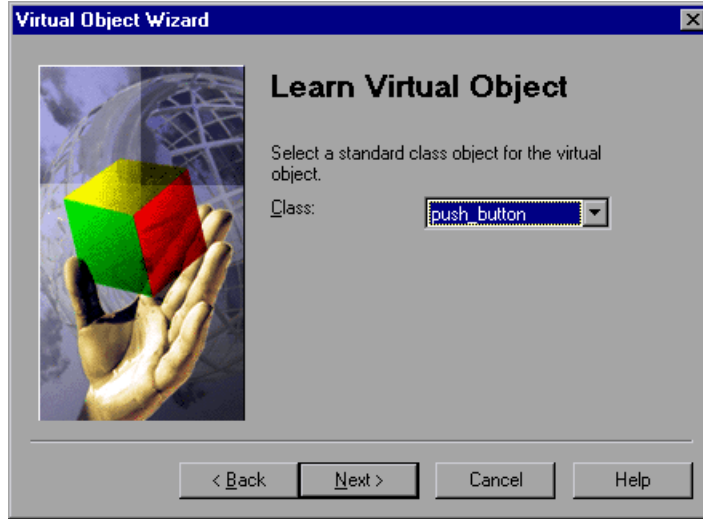 Virtual Object Wizard
Learn Virtual Object
Select a standard class object for the virtual
object.
Class: push_button
< Back Next > Cancel Help